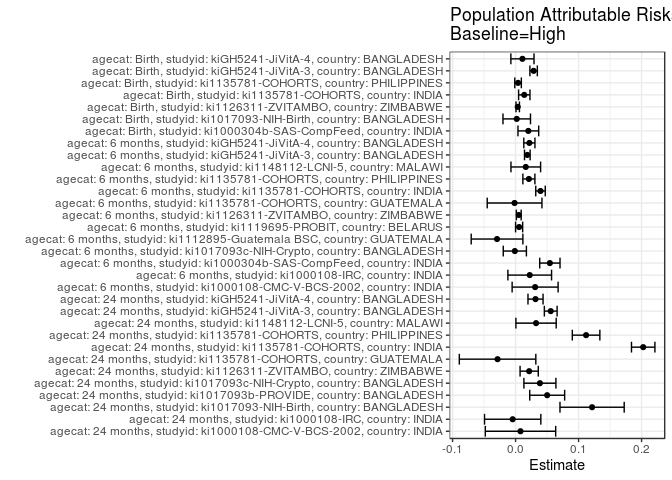 Population Attributable Risk
Baseline=High
agecat: Birth, studyid: kiGH5241-JiVitA-4, country: BANGLADESH
agecat: Birth, studyid: kiGH5241-JiVitA-3, country: BANGLADESH
agecat: Birth, studyid: ki1135781-COHORTS, country: PHILIPPINES
agecat: Birth, studyid: ki1135781-COHORTS, country: INDIA
agecat: Birth, studyid: ki1126311-ZVITAMBO, country: ZIMBABWE
agecat: Birth, studyid: ki1017093-NIH-Birth, country: BANGLADESH
agecat: Birth, studyid: ki1000304b-SAS-CompFeed, country: INDIA
agecat: 6 months, studyid: kiGH5241-JiVitA-4, country: BANGLADESH
agecat: 6 months, studyid: kiGH5241-JiVitA-3, country: BANGLADESH
agecat: 6 months, studyid: ki1148112-LCNI-5, country: MALAWI
agecat: 6 months, studyid: ki1135781-COHORTS, country: PHILIPPINES
agecat: 6 months, studyid: ki1135781-COHORTS, country: INDIA
agecat: 6 months, studyid: ki1135781-COHORTS, country: GUATEMALA
agecat: 6 months, studyid: ki1126311-ZVITAMBO, country: ZIMBABWE
agecat: 6 months, studyid: ki1119695-PROBIT, country: BELARUS
agecat: 6 months, studyid: ki1112895-Guatemala BSC, country: GUATEMALA
agecat: 6 months, studyid: ki1017093c-NIH-Crypto, country: BANGLADESH
agecat: 6 months, studyid: ki1000304b-SAS-CompFeed, country: INDIA
agecat: 6 months, studyid: ki1000108-IRC, country: INDIA
agecat: 6 months, studyid: ki1000108-CMC-V-BCS-2002, country: INDIA
agecat: 24 months, studyid: kiGH5241-JiVitA-4, country: BANGLADESH
agecat: 24 months, studyid: kiGH5241-JiVitA-3, country: BANGLADESH
agecat: 24 months, studyid: ki1148112-LCNI-5, country: MALAWI
agecat: 24 months, studyid: ki1135781-COHORTS, country: PHILIPPINES
agecat: 24 months, studyid: ki1135781-COHORTS, country: INDIA
agecat: 24 months, studyid: ki1135781-COHORTS, country: GUATEMALA
agecat: 24 months, studyid: ki1126311-ZVITAMBO, country: ZIMBABWE
agecat: 24 months, studyid: ki1017093c-NIH-Crypto, country: BANGLADESH
agecat: 24 months, studyid: ki1017093b-PROVIDE, country: BANGLADESH
agecat: 24 months, studyid: ki1017093-NIH-Birth, country: BANGLADESH
agecat: 24 months, studyid: ki1000108-IRC, country: INDIA
agecat: 24 months, studyid: ki1000108-CMC-V-BCS-2002, country: INDIA
-0.1 0.0 0.1 0.2
Estimate